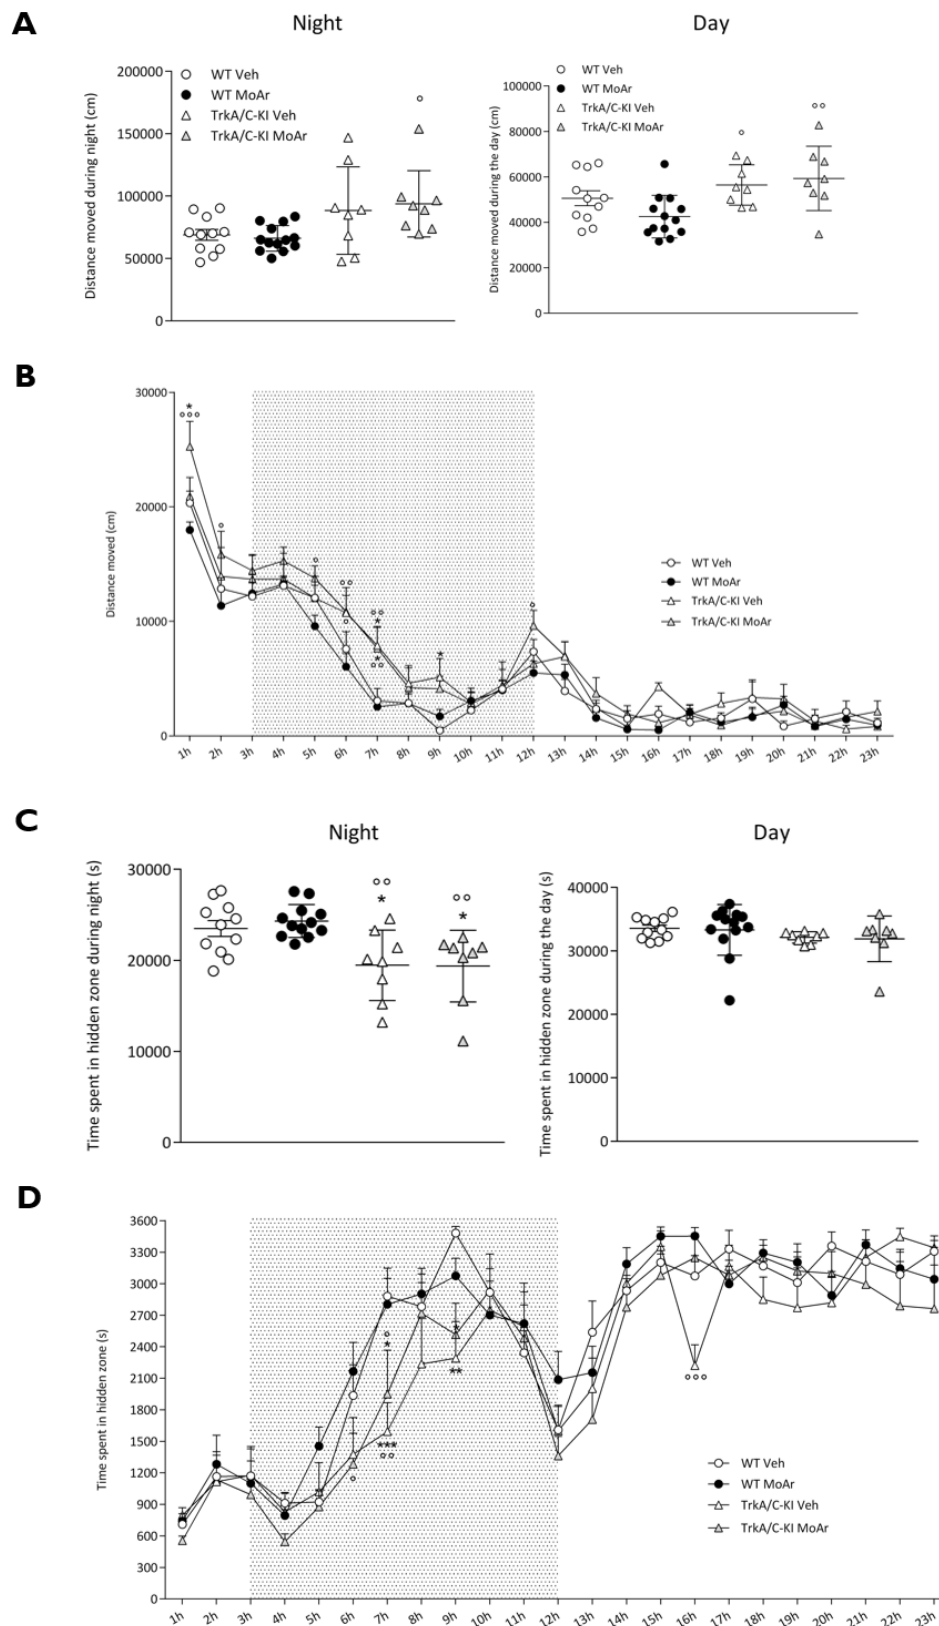 A
Night
Day
Distance moved during night (cm)
200000
150000
100000
50000
0
WT Veh
WT MoAr
TrkA/C-KI Veh
TrkA/C-KI MoAr
°
Distance moved during the day (cm)
100000
80000
60000
40000
20000
0
WT Veh
WT MoAr
TrkA/C-KI Veh
TrkA/C-KI MoAr
°
°°
B
Distance moved (cm)
30000
20000
10000
0
*
°°°
°
°
°°
°
°°
*
*
°°
*
°
WT Veh
WT MoAr
TrkA/C-KI Veh
TrkA/C-KI MoAr
1h 2h 3h 4h 5h 6h 7h 8h 9h 10h 11h 12h 13h 14h 15h 16h 17h 18h 19h 20h 21h 22h 23h
C
Night
Day
Time spent in hidden zone during night (s)
30000
20000
10000
0
°°
*
°°
*
Time spent in hidden zone during the day (s)
40000
30000
20000
10000
0
D
Time spent in hidden zone (s)
3600
3300
3000
2700
2400
2100
1800
1500
1200
900
600
300
0
°
*
***
°°
°
*
**
°°°
WT Veh
WT MoAr
TrkA/C-KI Veh
TrkA/C-KI MoAr
1h 2h 3h 4h 5h 6h 7h 8h 9h 10h 11h 12h 13h 14h 15h 16h 17h 18h 19h 20h 21h 22h 23h